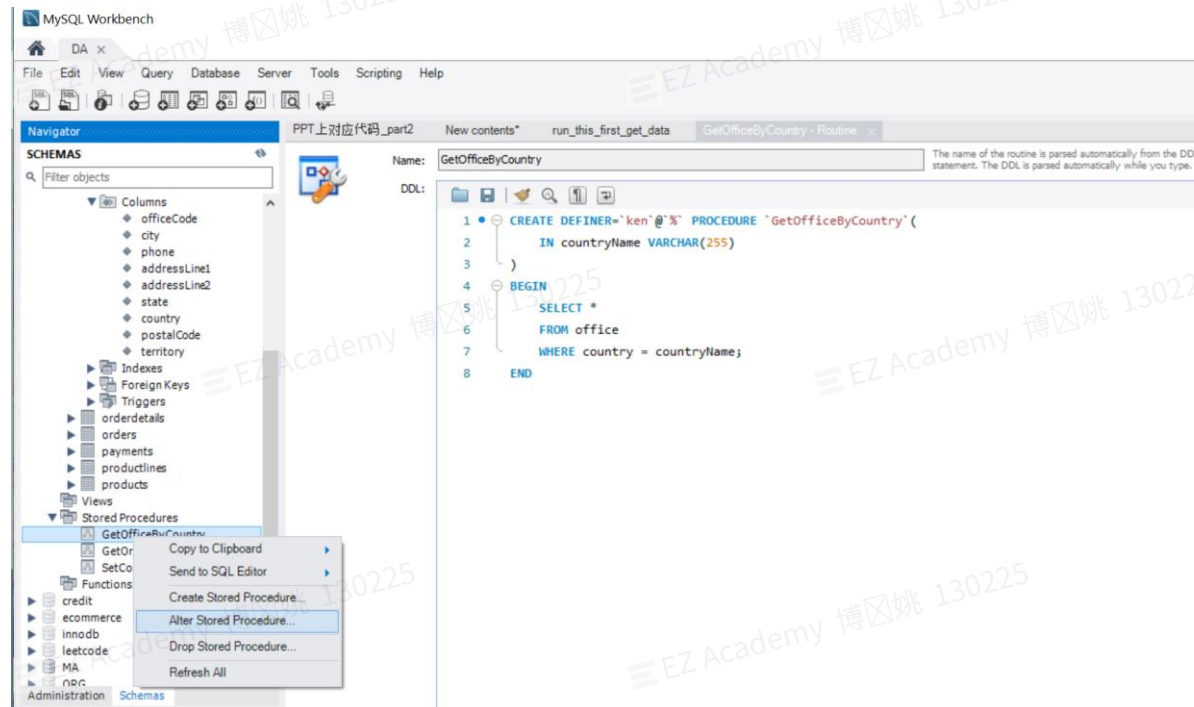 MySQL Workbench
DA ×
File Edit View Query Database Server Tools Scripting Help
Navigator
SCHEMAS
Filter objects
Columns
officeCode
city
phone
addressLine1
addressLine2
state
country
postalCode
territory
Indexes
Foreign Keys
Triggers
orderdetails
orders
payments
productlines
products
Views
Stored Procedures
GetOfficeByCountry
GetOr
SetCo
Functions
credit
ecommerce
innodb
leetcode
MA
ORG
Administration Schemas
Copy to Clipboard
Send to SQL Editor
Create Stored Procedure...
Alter Stored Procedure...
Drop Stored Procedure...
Refresh All
PPT上对应代码_part2 New contents* run_this_first_get_data GetOfficeByCountry - Routine ×
Name: GetOfficeByCountry
The name of the routine is parsed automatically from the DD
statement. The DDL is parsed automatically while you type.
DDL:
1 CREATE DEFINER=`ken`@`%` PROCEDURE `GetOfficeByCountry`(
2 IN countryName VARCHAR(255)
3 )
4 BEGIN
5 SELECT *
6 FROM office
7 WHERE country = countryName;
8 END
EZ Academy 博 姚 130225